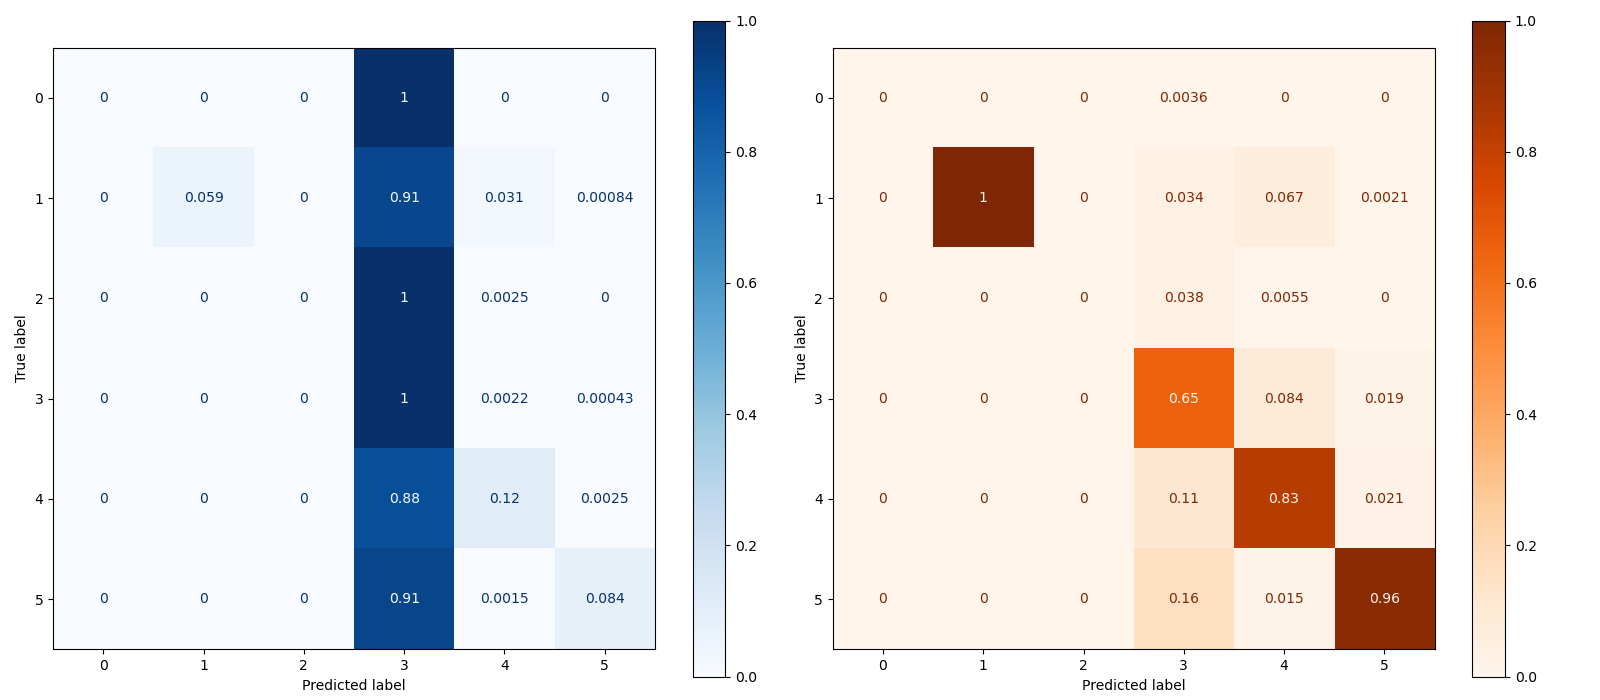 1.0
0 0 0 0 1 0 0
0.8
1 0 0.059 0 0.91 0.031 0.00084
0.6
2 0 0 0 1 0.0025 0
True label
3 0 0 0 1 0.0022 0.00043
0.4
4 0 0 0 0.88 0.12 0.0025
0.2
5 0 0 0 0.91 0.0015 0.084
0.0
0 1 2 3 4 5
Predicted label
1.0
0 0 0 0 0.0036 0 0
0.8
1 0 1 0 0.034 0.067 0.0021
0.6
2 0 0 0 0.038 0.0055 0
True label
3 0 0 0 0.65 0.084 0.019
0.4
4 0 0 0 0.11 0.83 0.021
0.2
5 0 0 0 0.16 0.015 0.96
0.0
0 1 2 3 4 5
Predicted label